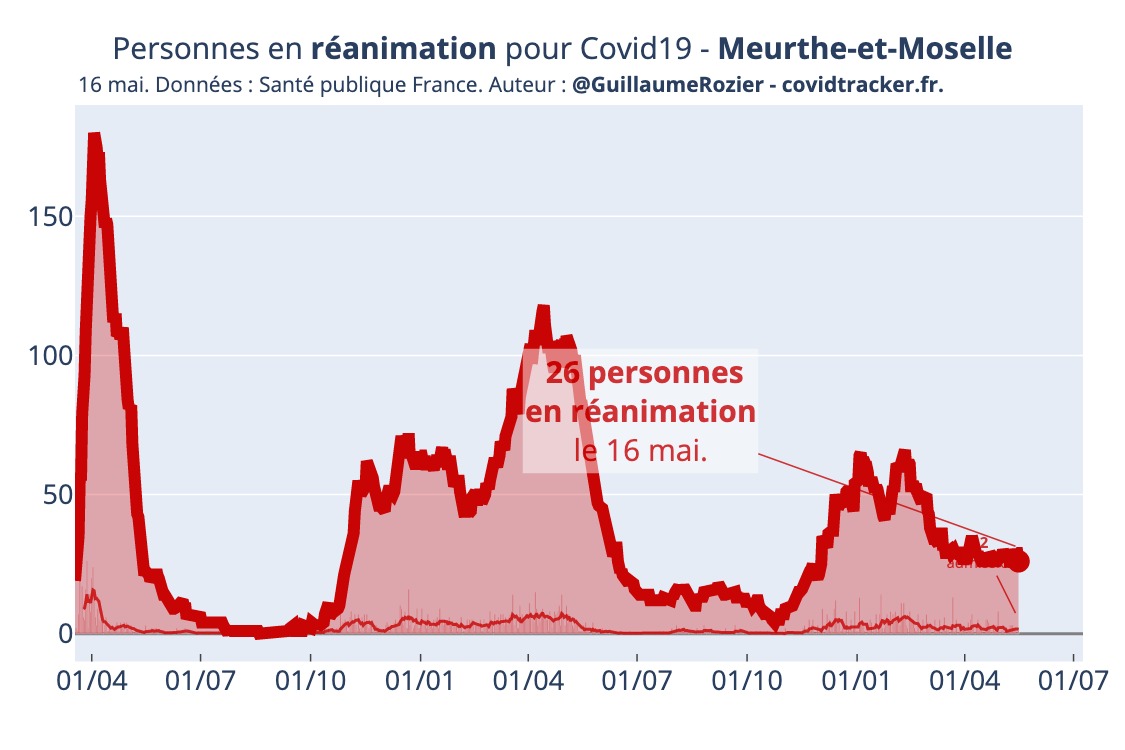 Personnes en réanimation pour Covid19 - Meurthe-et-Moselle
16 mai. Données : Santé publique France. Auteur : @GuillaumeRozier - covidtracker.fr.
150
100
50
0
26 personnes
en réanimation
le 16 mai.
2
01/04 01/07 01/10 01/01 01/04 01/07 01/10 01/01 01/04 01/07